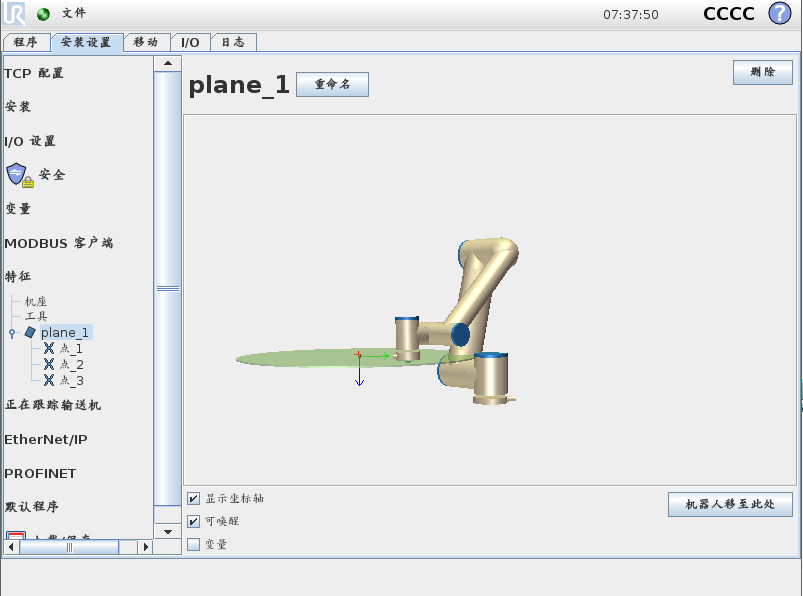 文件
07:37:50
CCCC
?
程序 安装设置 移动 I/O 日志
TCP 配置
安装
I/O 设置
安全
变量
MODBUS 客户端
特征
机座
工具
plane_1
点_1
点_2
点_3
正在跟踪输送机
EtherNet/IP
PROFINET
默认程序
plane_1
重命名
删除
显示坐标轴
可唤醒
变量
机器人移至此处